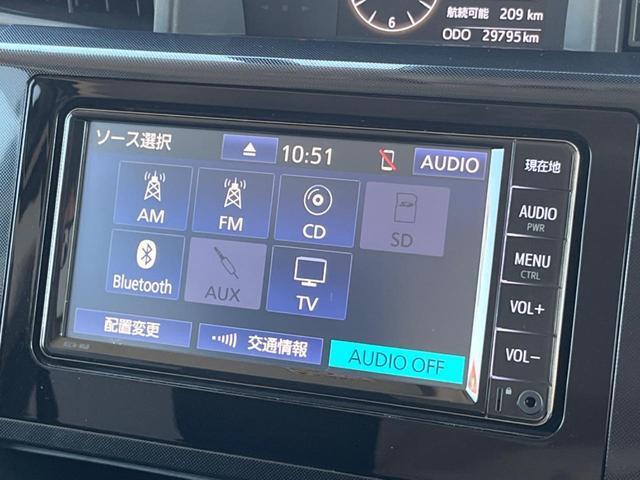 6
航続可能 209 km
ODO 29795 km
ソース選択
10:51
AUDIO
現在地
AM
FM
CD
SD
AUDIO
PWR
MENU
CTRL
Bluetooth
AUX
TV
VOL+
配置変更
交通情報
AUDIO OFF
VOL-